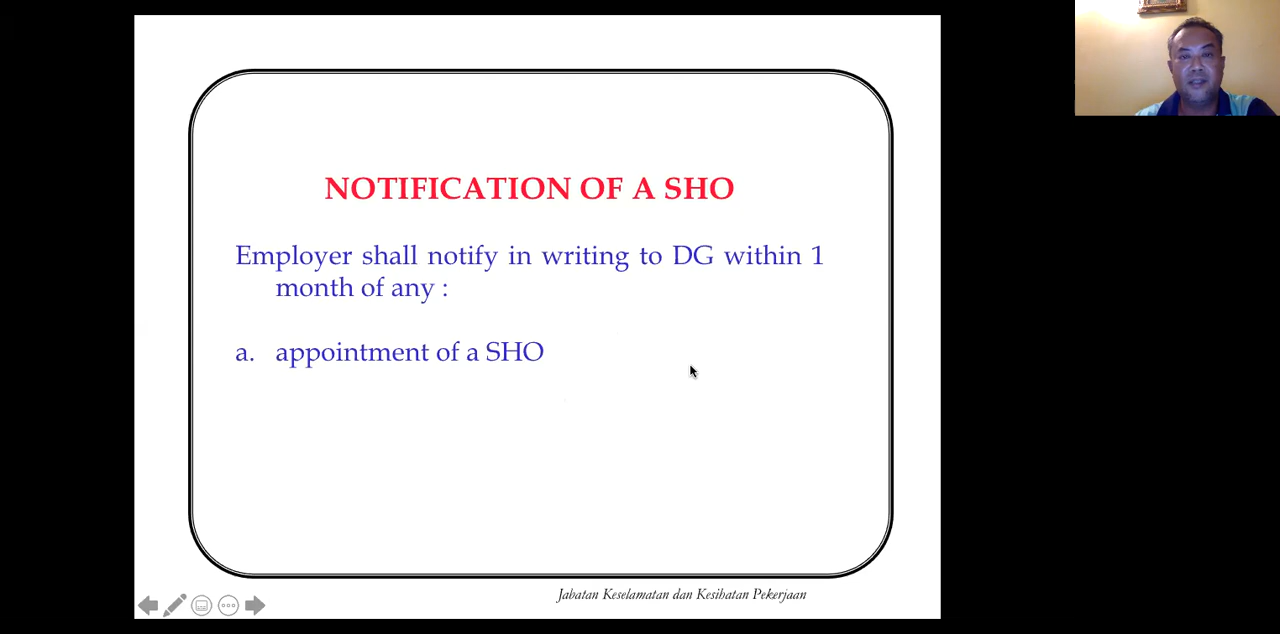 NOTIFICATION OF A SHO
Employer shall notify in writing to DG within 1
month of any :
a. appointment of a SHO
Jabatan Keselamatan dan Kesihatan Pekerjaan